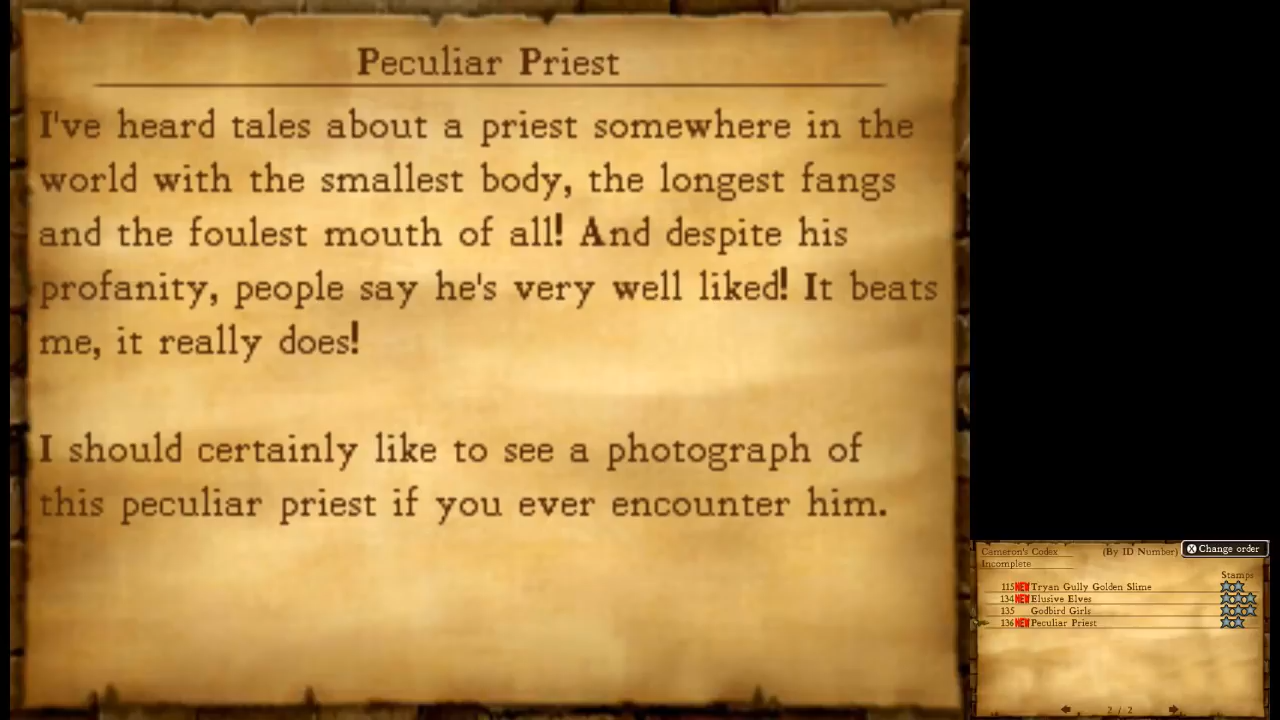 Peculiar Priest
I've heard tales about a priest somewhere in the
world with the smallest body, the longest fangs
and the foulest mouth of all! And despite his
profanity, people say he's very well liked! It beats
me, it really does!
I should certainly like to see a photograph of
this peculiar priest if you ever encounter him.
Cameron's Codex (By ID Number) X Change order
Incomplete
Stamps
115 NEW Tryan Gully Golden Slime
134 NEW Elusive Elves
135 Godbird Girls
136 NEW Peculiar Priest
2 / 2